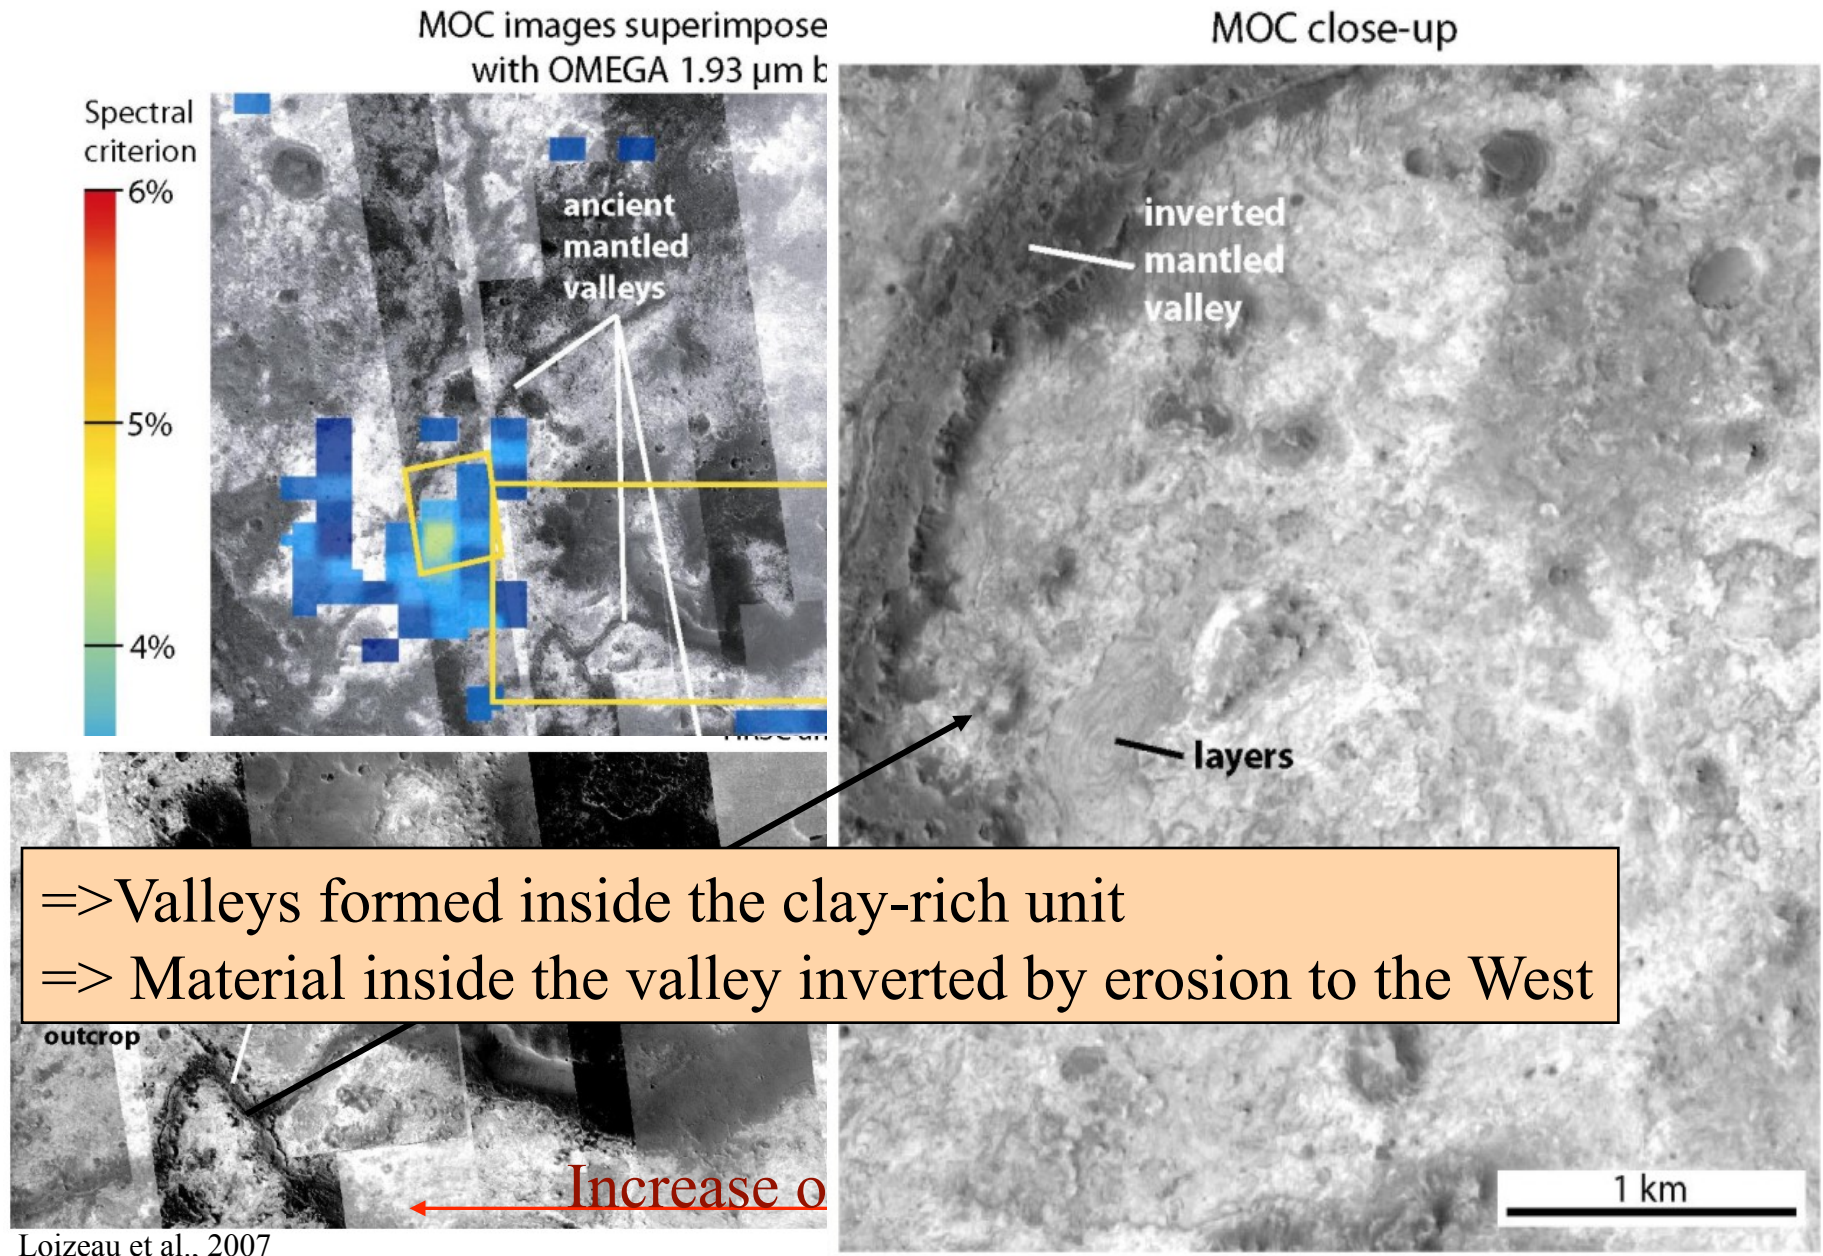 MOC images superimpose
with OMEGA 1.93 µm b
Spectral
criterion
6%
5%
4%
ancient
mantled
valleys
MOC close-up
inverted
mantled
valley
layers
=>Valleys formed inside the clay-rich unit
=> Material inside the valley inverted by erosion to the West
outcrop
Increase o
1 km
Loizeau et al., 2007